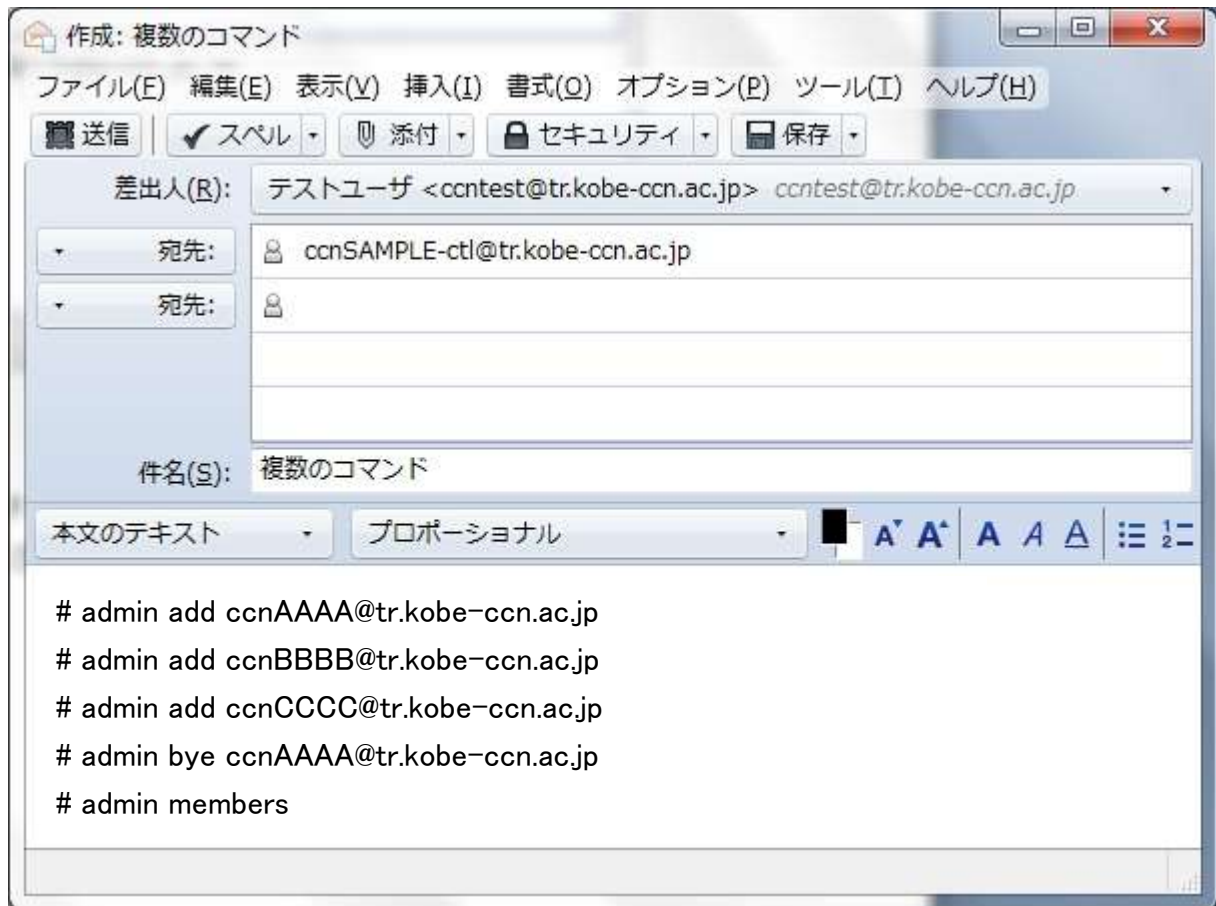 作成: 複数のコマンド
ファイル(F) 編集(E) 表示(V) 挿入(I) 書式(O) オプション(P) ツール(T) ヘルプ(H)
送信 スペル 添付 セキュリティ 保存
差出人(R): テストユーザ <ccntest@tr.kobe-ccn.ac.jp> ccntest@tr.kobe-ccn.ac.jp
宛先: ccnSAMPLE-ctl@tr.kobe-ccn.ac.jp
宛先:
件名(S): 複数のコマンド
本文のテキスト プロポーショナル
# admin add ccnAAAA@tr.kobe-ccn.ac.jp
# admin add ccnBBBB@tr.kobe-ccn.ac.jp
# admin add ccnCCCC@tr.kobe-ccn.ac.jp
# admin bye ccnAAAA@tr.kobe-ccn.ac.jp
# admin members